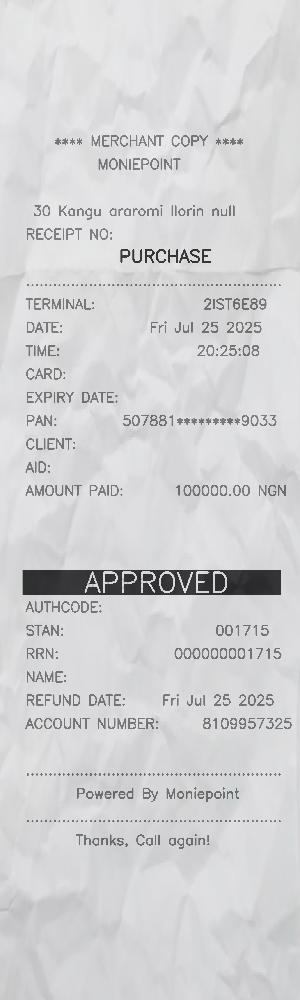 **** MERCHANT COPY ****
MONIEPOINT
30 Kangu araromi Ilorin null
RECEIPT NO:
PURCHASE
TERMINAL: 2IST6E89
DATE: Fri Jul 25 2025
TIME: 20:25:08
CARD:
EXPIRY DATE:
PAN: 507881*********9033
CLIENT:
AID:
AMOUNT PAID: 100000.00 NGN
APPROVED
AUTHCODE:
STAN: 001715
RRN: 000000001715
NAME:
REFUND DATE: Fri Jul 25 2025
ACCOUNT NUMBER: 8109957325
Powered By Moniepoint
Thanks, Call again!